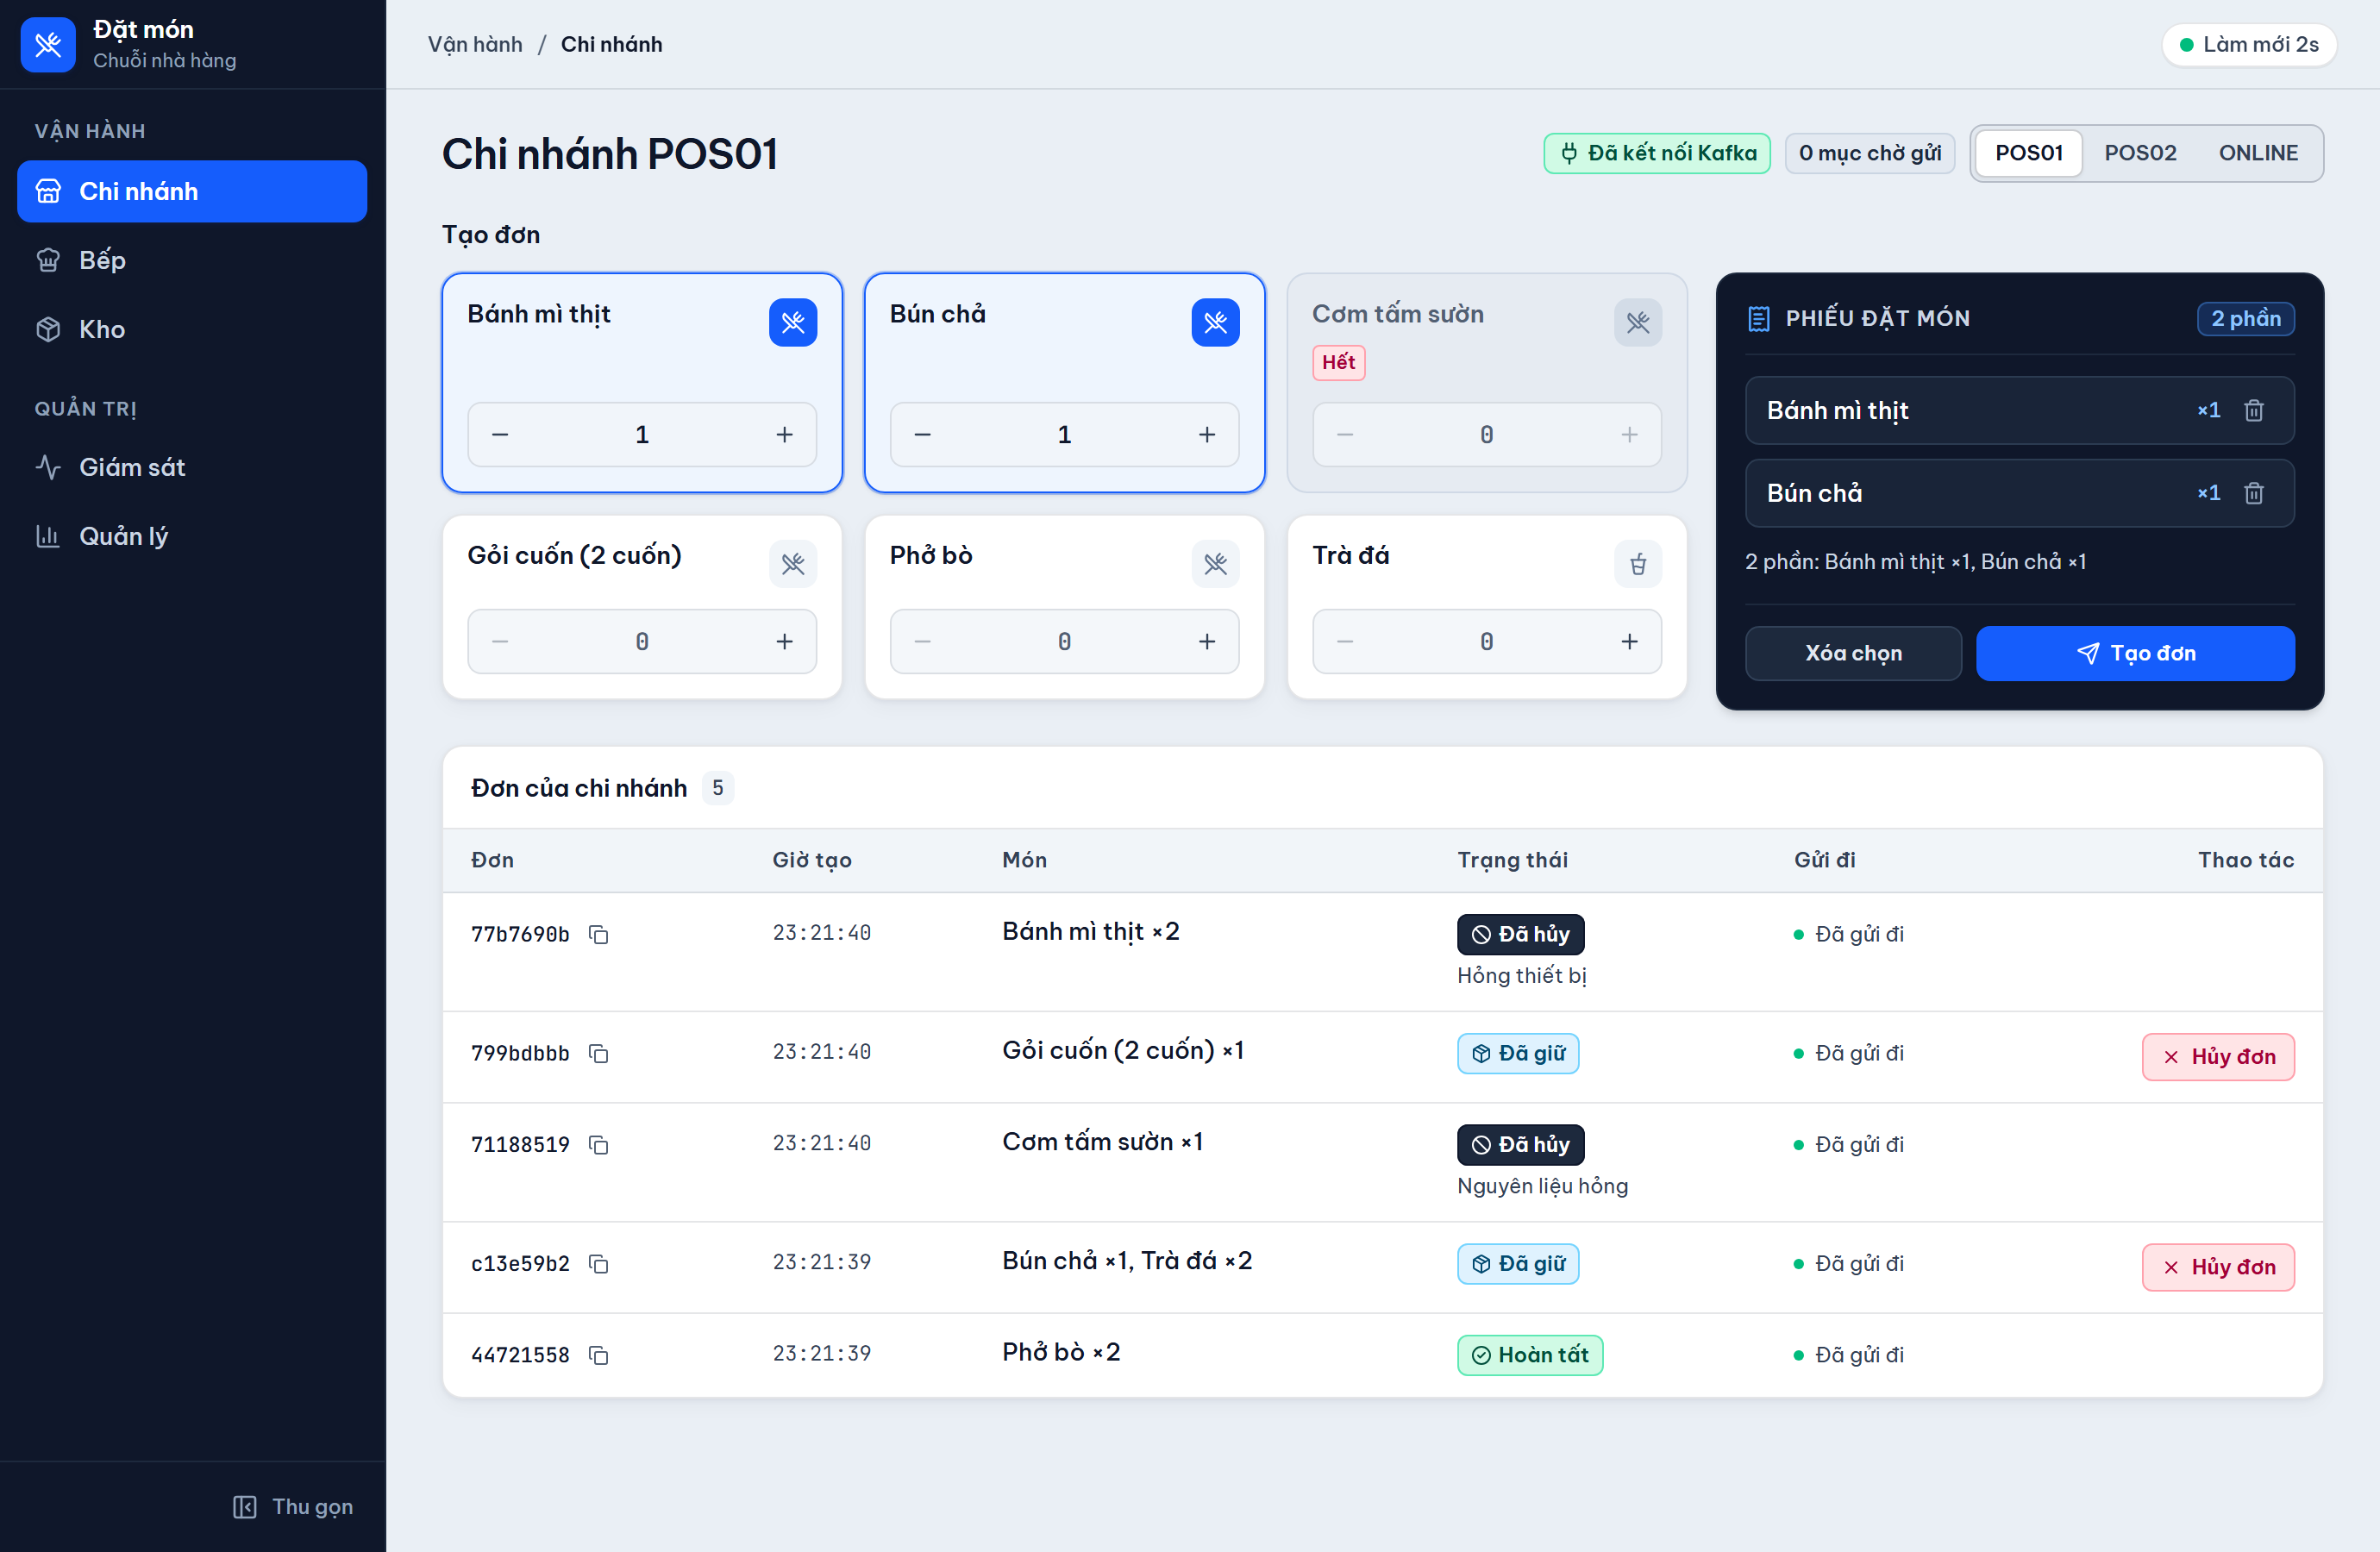 Đặt món
Chuỗi nhà hàng
VẬN HÀNH
Chi nhánh
Bếp
Kho
QUẢN TRỊ
Giám sát
Quản lý
Thu gọn
Vận hành / Chi nhánh
Làm mới 2s
Chi nhánh POS01
Đã kết nối Kafka
0 mục chờ gửi
POS01 POS02 ONLINE
Tạo đơn
Bánh mì thịt
1
Bún chả
1
Cơm tấm sườn
Hết
0
Gỏi cuốn (2 cuốn)
0
Phở bò
0
Trà đá
0
PHIẾU ĐẶT MÓN 2 phần
Bánh mì thịt ×1
Bún chả ×1
2 phần: Bánh mì thịt ×1, Bún chả ×1
Xóa chọn Tạo đơn
Đơn của chi nhánh 5
Đơn Giờ tạo Món Trạng thái Gửi đi Thao tác
77b7690b 23:21:40 Bánh mì thịt ×2 Đã hủy Đã gửi đi
Hỏng thiết bị
799bdbbb 23:21:40 Gỏi cuốn (2 cuốn) ×1 Đã giữ Đã gửi đi Hủy đơn
71188519 23:21:40 Cơm tấm sườn ×1 Đã hủy Đã gửi đi
Nguyên liệu hỏng
c13e59b2 23:21:39 Bún chả ×1, Trà đá ×2 Đã giữ Đã gửi đi Hủy đơn
44721558 23:21:39 Phở bò ×2 Hoàn tất Đã gửi đi